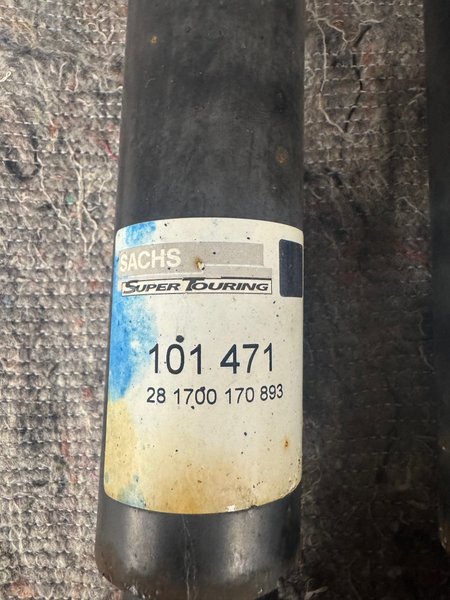 SACHS
SUPER TOURING
101 471
28 1700 170 893